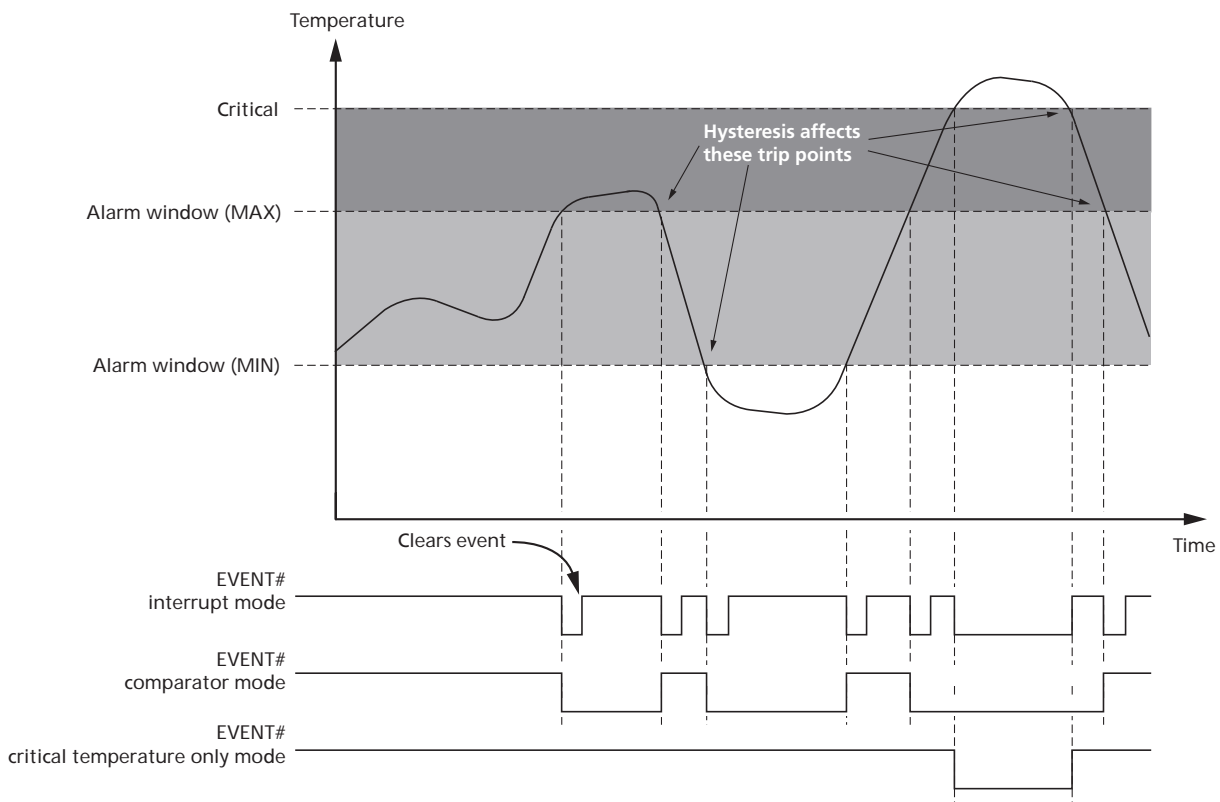 Temperature
Critical
Hysteresis affects
these trip points
Alarm window (MAX)
Alarm window (MIN)
Time
Clears event
EVENT#
interrupt mode
EVENT#
comparator mode
EVENT#
critical temperature only mode